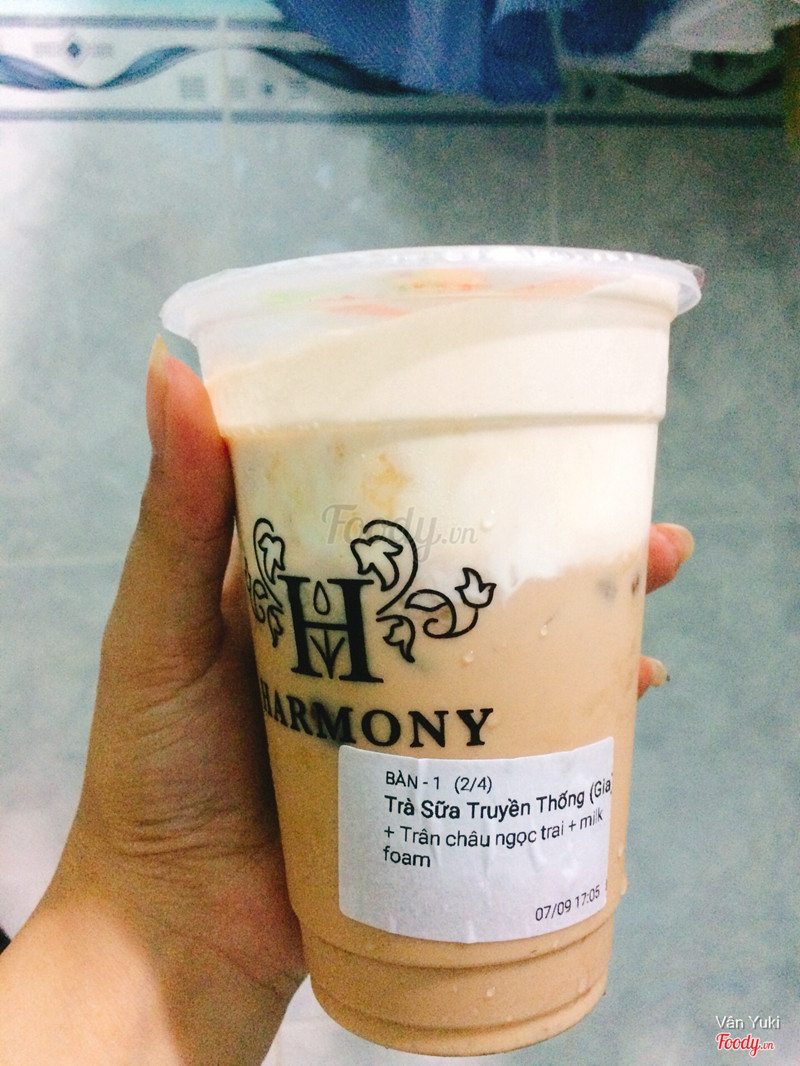 Foody.vn
H
HARMONY
BÀN - 1 (2/4)
Trà Sữa Truyền Thống (Gia)
+ Trân châu ngọc trai + milk
foam
07/09 17:05
Vân Yuki
Foody.vn